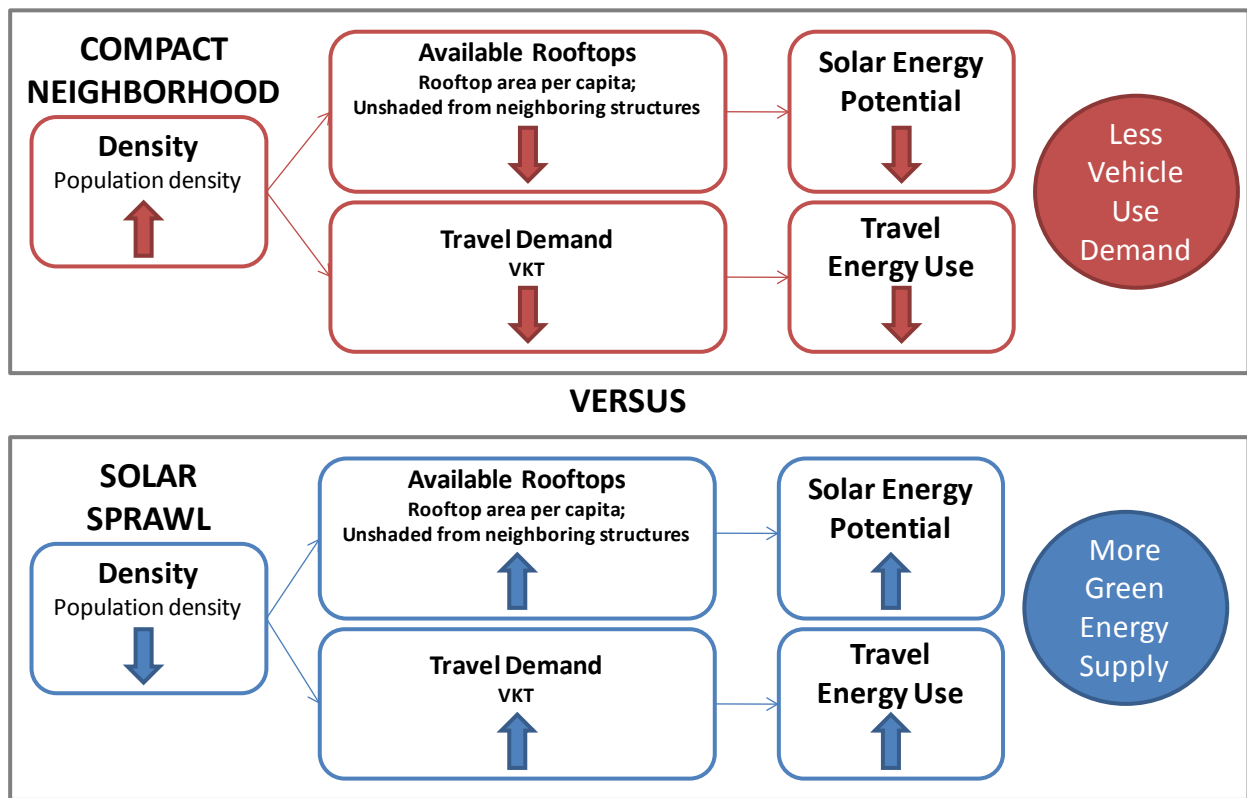 COMPACT
NEIGHBORHOOD
Density
Population density
Available Rooftops
Rooftop area per capita;
Unshaded from neighboring structures
Travel Demand
VKT
Solar Energy
Potential
Travel
Energy Use
Less
Vehicle
Use
Demand
VERSUS
SOLAR
SPRAWL
Density
Population density
Available Rooftops
Rooftop area per capita;
Unshaded from neighboring structures
Travel Demand
VKT
Solar Energy
Potential
Travel
Energy Use
More
Green
Energy
Supply